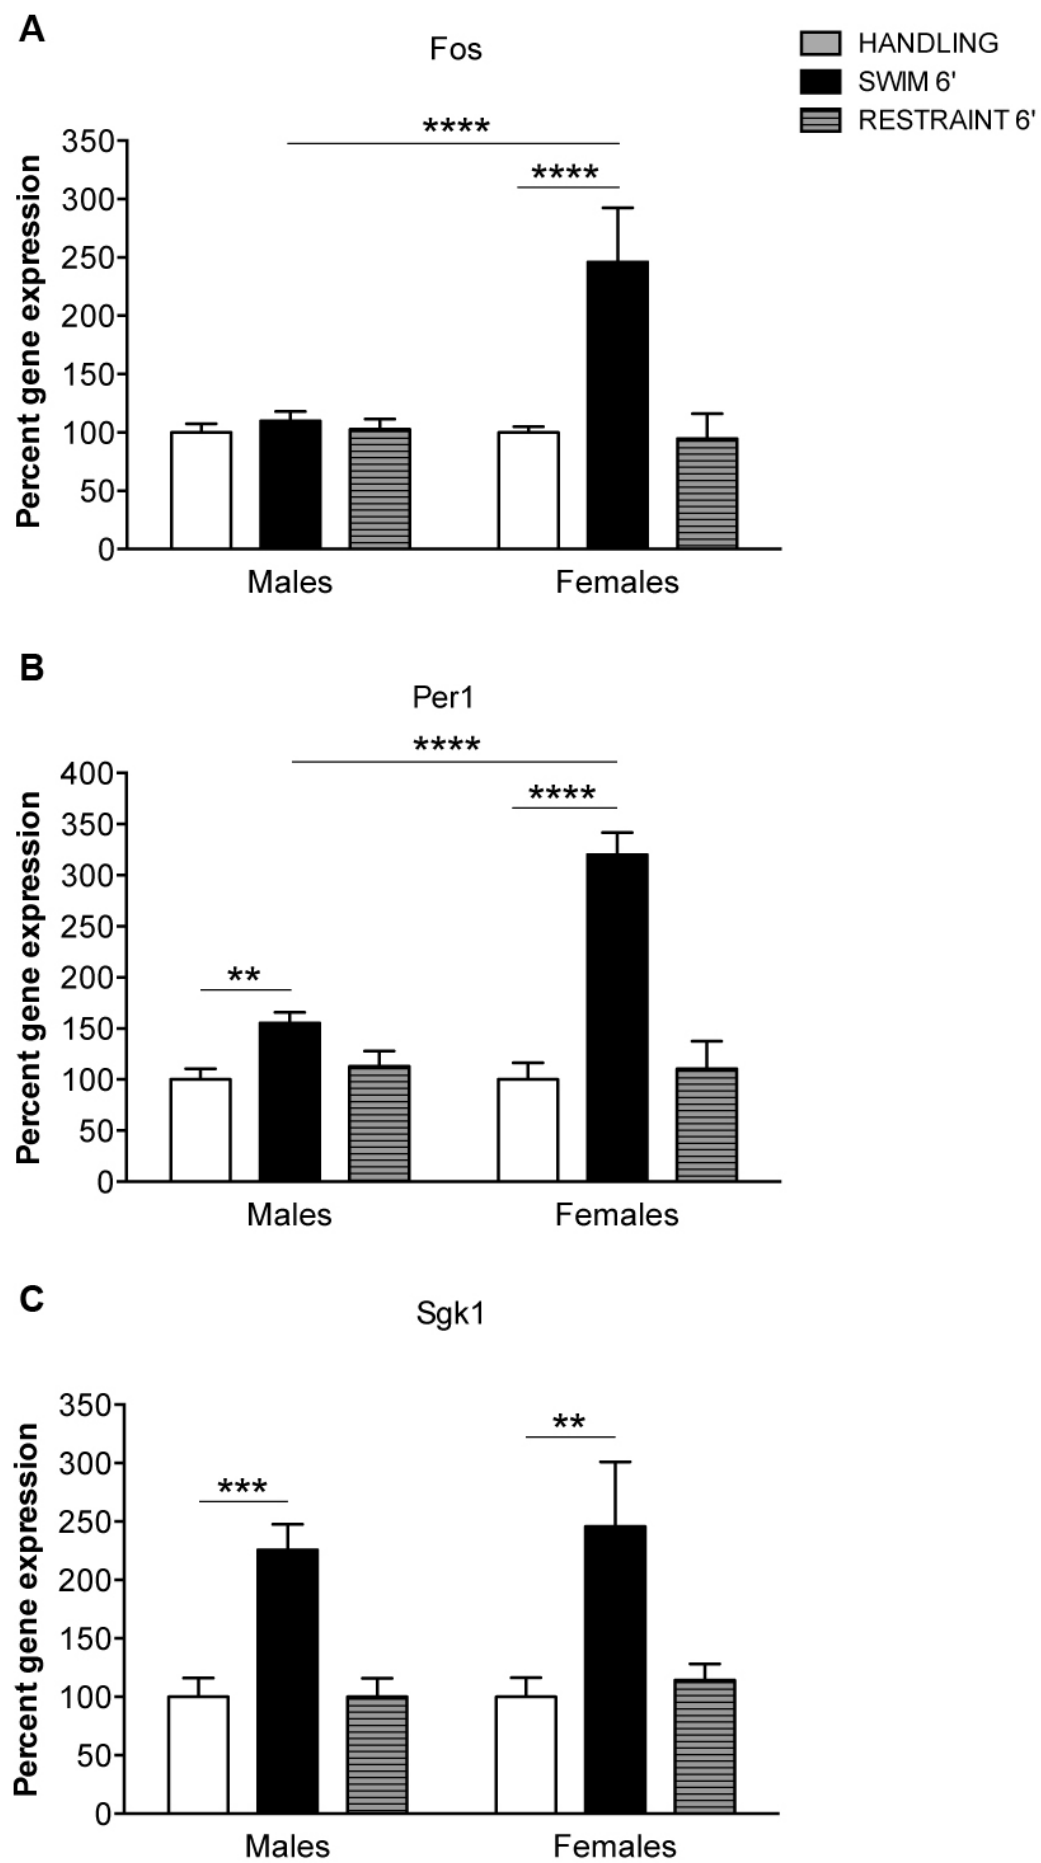 A
Fos
HANDLING
SWIM 6'
RESTRAINT 6'
****
****
350
300
250
200
150
100
50
0
Percent gene expression
Males
Females
B
Per1
****
****
**
400
350
300
250
200
150
100
50
0
Percent gene expression
Males
Females
C
Sgk1
**
***
350
300
250
200
150
100
50
0
Percent gene expression
Males
Females